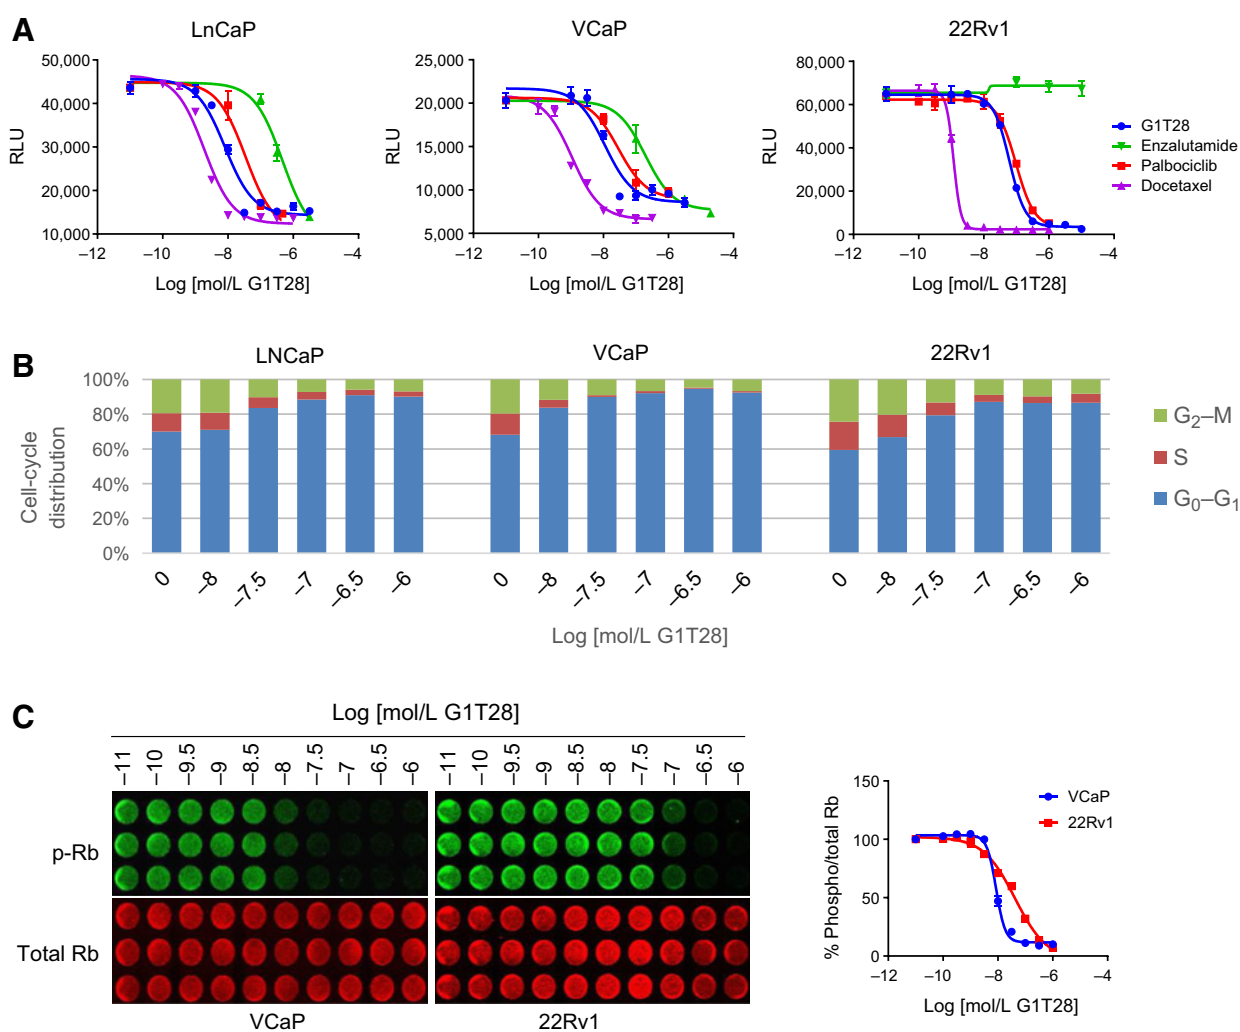 A
LnCaP
VCaP
22Rv1
50,000
40,000
30,000
20,000
10,000
RLU
−12
−10
−8
−6
−4
Log [mol/L G1T28]
25,000
20,000
15,000
10,000
5,000
RLU
−12
−10
−8
−6
−4
Log [mol/L G1T28]
80,000
60,000
40,000
20,000
0
RLU
−12
−10
−8
−6
−4
Log [mol/L G1T28]
G1T28
Enzalutamide
Palbociclib
Docetaxel
B
LNCaP
VCaP
22Rv1
100%
80%
60%
40%
20%
0%
Cell-cycle
distribution
0
−8
−7.5
−7
−6.5
−6
0
−8
−7.5
−7
−6.5
−6
0
−8
−7.5
−7
−6.5
−6
Log [mol/L G1T28]
G2–M
S
G0–G1
C
Log [mol/L G1T28]
−11
−10
−9.5
−9
−8.5
−8
−7.5
−7
−6.5
−6
−11
−10
−9.5
−9
−8.5
−8
−7.5
−7
−6.5
−6
p-Rb
Total Rb
VCaP
22Rv1
150
100
50
0
% Phospho/total Rb
−12
−10
−8
−6
−4
Log [mol/L G1T28]
VCaP
22Rv1